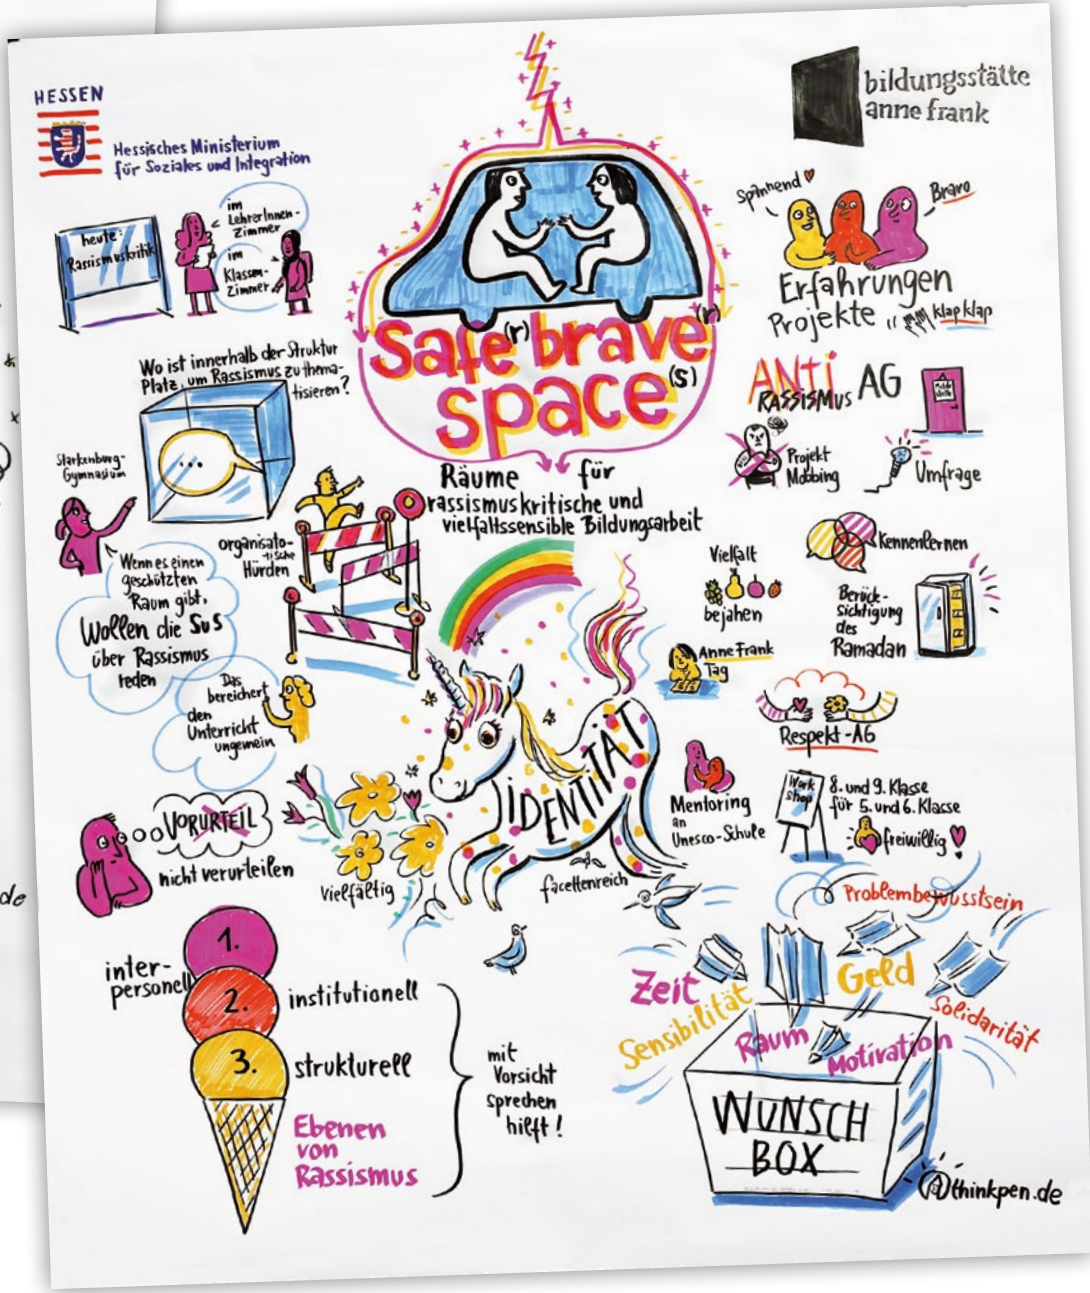 HESSEN
Hessisches Ministerium
für Soziales und Integration
bildungsstätte
anne frank
heute:
Rassismuskritik
im
LehrerInnen-
Zimmer
im
Klassen-
Zimmer
Safe(r) brave(r)
space(s)
Räume für
rassismuskritische und
vielfaltssensible Bildungsarbeit
Spannend
Bravo
Erfahrungen
Projekte
klap klap
ANTI
RASSISMUS AG
Projekt
Mobbing
Umfrage
Kennenlernen
Vielfalt
bejahen
Berück-
sichtigung
des
Ramadan
Anne Frank
Tag
Respekt-AG
Mentoring
an
Unesco-Schule
Work
shop
8. und 9. Klasse
für 5. und 6. Klasse
freiwillig
Wo ist innerhalb der Struktur
Platz, um Rassismus zu thema-
tisieren?
...
Starkenburg-
Gymnasium
Wenn es einen
geschützten
Raum gibt,
Wollen die SuS
über Rassismus
reden
organisato-
tische
Hürden
Das
bereichert
den
Unterricht
ungemein
VORURTEIL
nicht verurteilen
vielfältig
IDENTITÄT
facettenreich
1.
inter-
personell
2.
institutionell
3.
strukturell
Ebenen
von
Rassismus
mit
Vorsicht
sprechen
hilft!
Problembewusstsein
Zeit
Geld
Sensibilität
Solidarität
Raum
Motivation
WUNSCH
BOX
@thinkpen.de
de